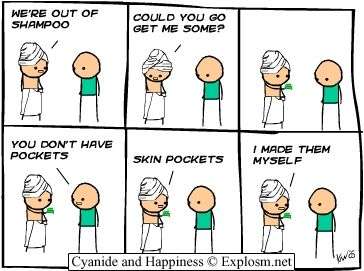 WE'RE OUT OF
SHAMPOO
COULD YOU GO
GET ME SOME?
YOU DON'T HAVE
POCKETS
SKIN POCKETS
I MADE THEM
MYSELF
Cyanide and Happiness © Explosm.net